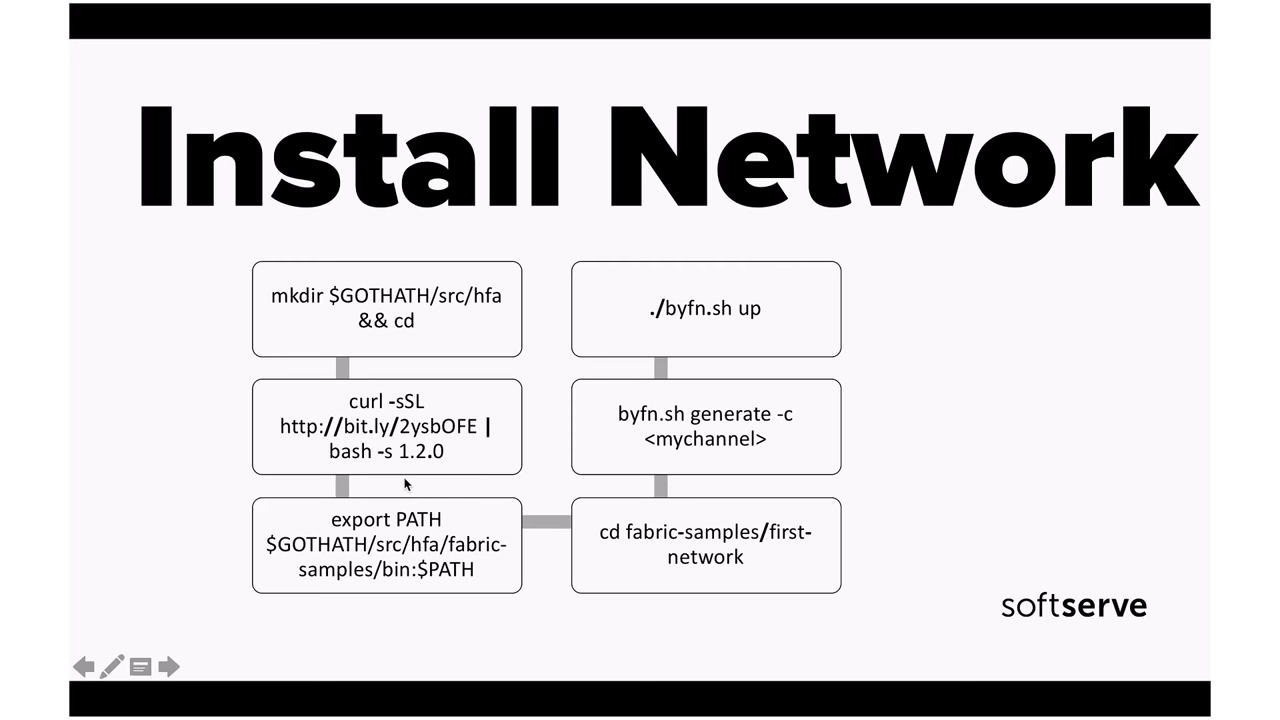 Install Network
mkdir $GOTHATH/src/hfa
&& cd
curl -sSL
http://bit.ly/2ysbOFE |
bash -s 1.2.0
export PATH
$GOTHATH/src/hfa/fabric-
samples/bin:$PATH
cd fabric-samples/first-
network
byfn.sh generate -c
<mychannel>
./byfn.sh up
softserve